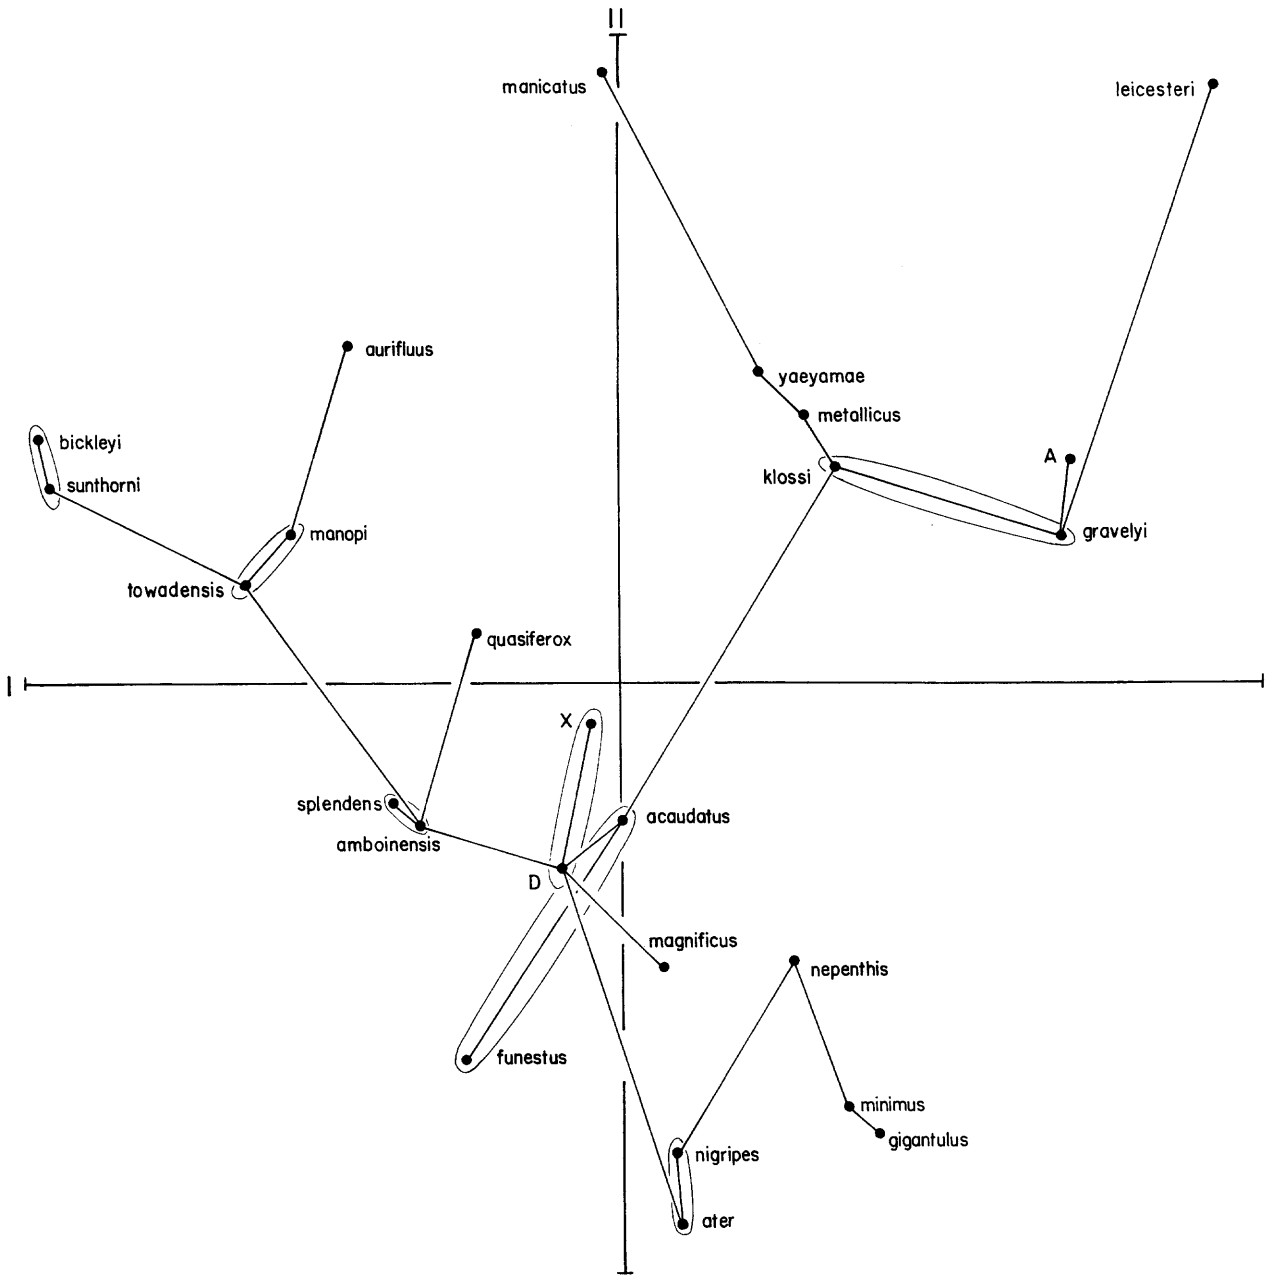 II
manicatus
leicesteri
aurifluus
yaeyamae
metallicus
bickleyi
A
klossi
sunthorni
manopi
gravelyi
towadensis
quasiferox
I
X
splendens
acaudatus
amboinensis
D
magnificus
nepenthis
funestus
minimus
gigantulus
nigripes
ater